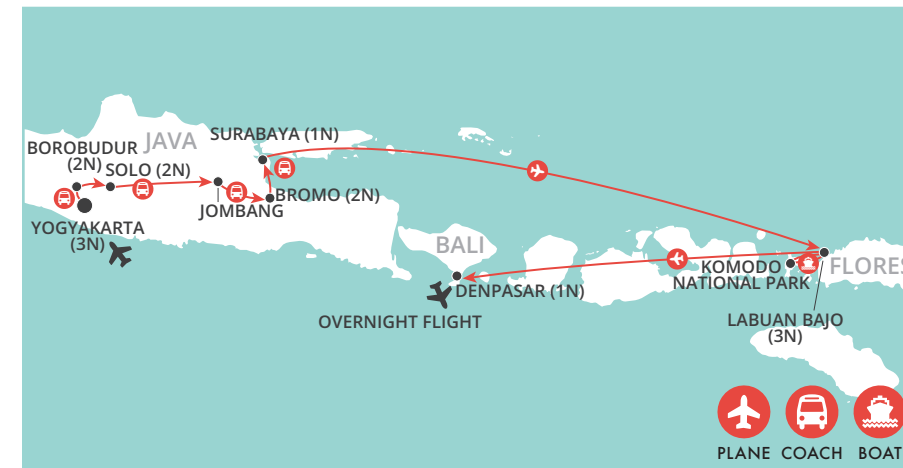 SURABAYA (1N)
JAVA
BOROBUDUR
(2N)
SOLO (2N)
BROMO (2N)
JOMBANG
YOGYAKARTA
(3N)
BALI
KOMODO
NATIONAL PARK
FLORES
DENPASAR (1N)
OVERNIGHT FLIGHT
LABUAN BAJO
(3N)
PLANE
COACH
BOAT